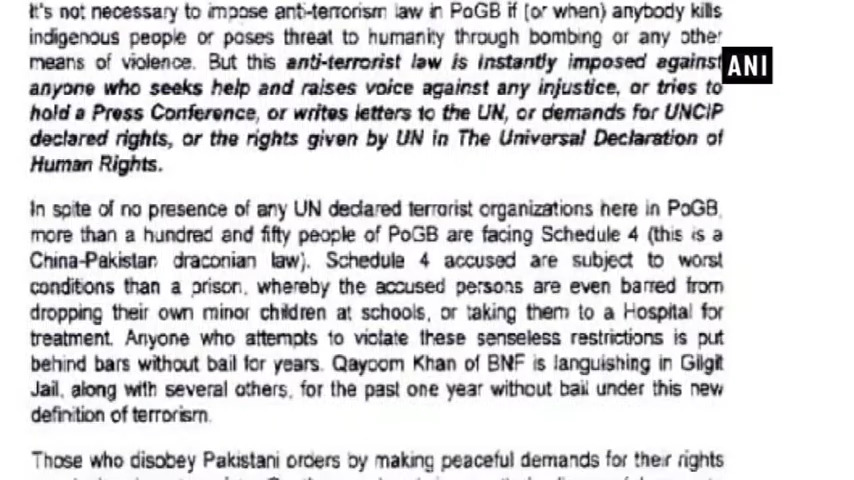 It's not necessary to impose anti-terrorism law in PoGB if (or when) anybody kills
indigenous people or poses threat to humanity through bombing or any other
means of violence. But this anti-terrorist law is instantly imposed against
anyone who seeks help and raises voice against any injustice, or tries to
hold a Press Conference, or writes letters to the UN, or demands for UNCIP
declared rights, or the rights given by UN in The Universal Declaration of
Human Rights.
ANI
In spite of no presence of any UN declared terrorist organizations here in PoGB,
more than a hundred and fifty people of PoGB are facing Schedule 4 (this is a
China-Pakistan draconian law). Schedule 4 accused are subject to worst
conditions than a prison, whereby the accused persons are even barred from
dropping their own minor children at schools, or taking them to a Hospital for
treatment. Anyone who attempts to violate these senseless restrictions is put
behind bars without bail for years. Qayoom Khan of BNF is languishing in Gilgit
Jail, along with several others, for the past one year without bail under this new
definition of terrorism.
Those who disobey Pakistani orders by making peaceful demands for their rights